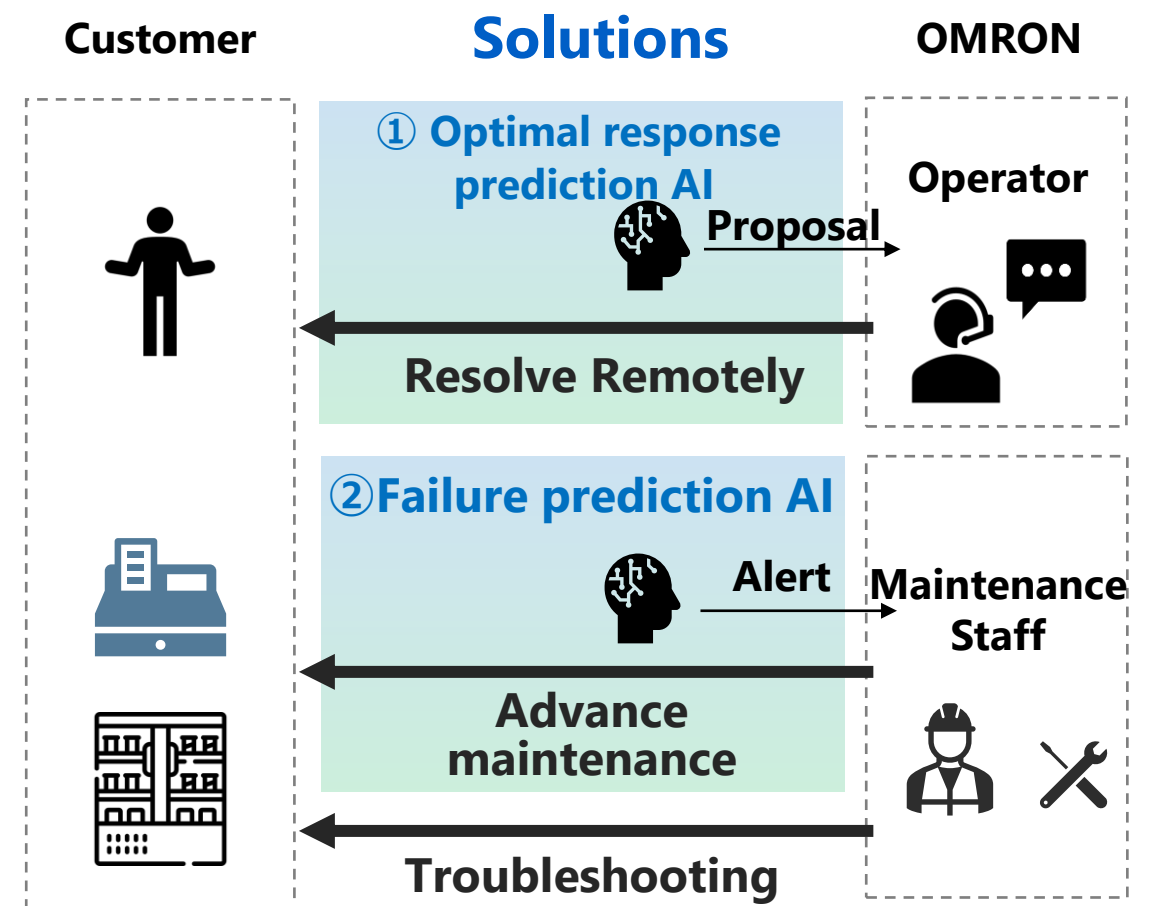 Customer
Solutions
OMRON
① Optimal response
prediction AI
Proposal
Operator
Resolve Remotely
②Failure prediction AI
Alert
Maintenance
Staff
Advance
maintenance
Troubleshooting